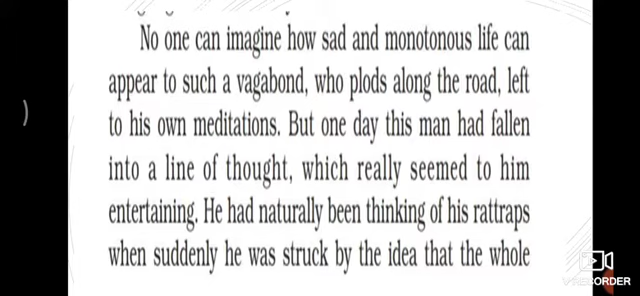 No one can imagine how sad and monotonous life can
appear to such a vagabond, who plods along the road, left
to his own meditations. But one day this man had fallen
into a line of thought, which really seemed to him
entertaining. He had naturally been thinking of his rattraps
when suddenly he was struck by the idea that the whole
V RECORDER